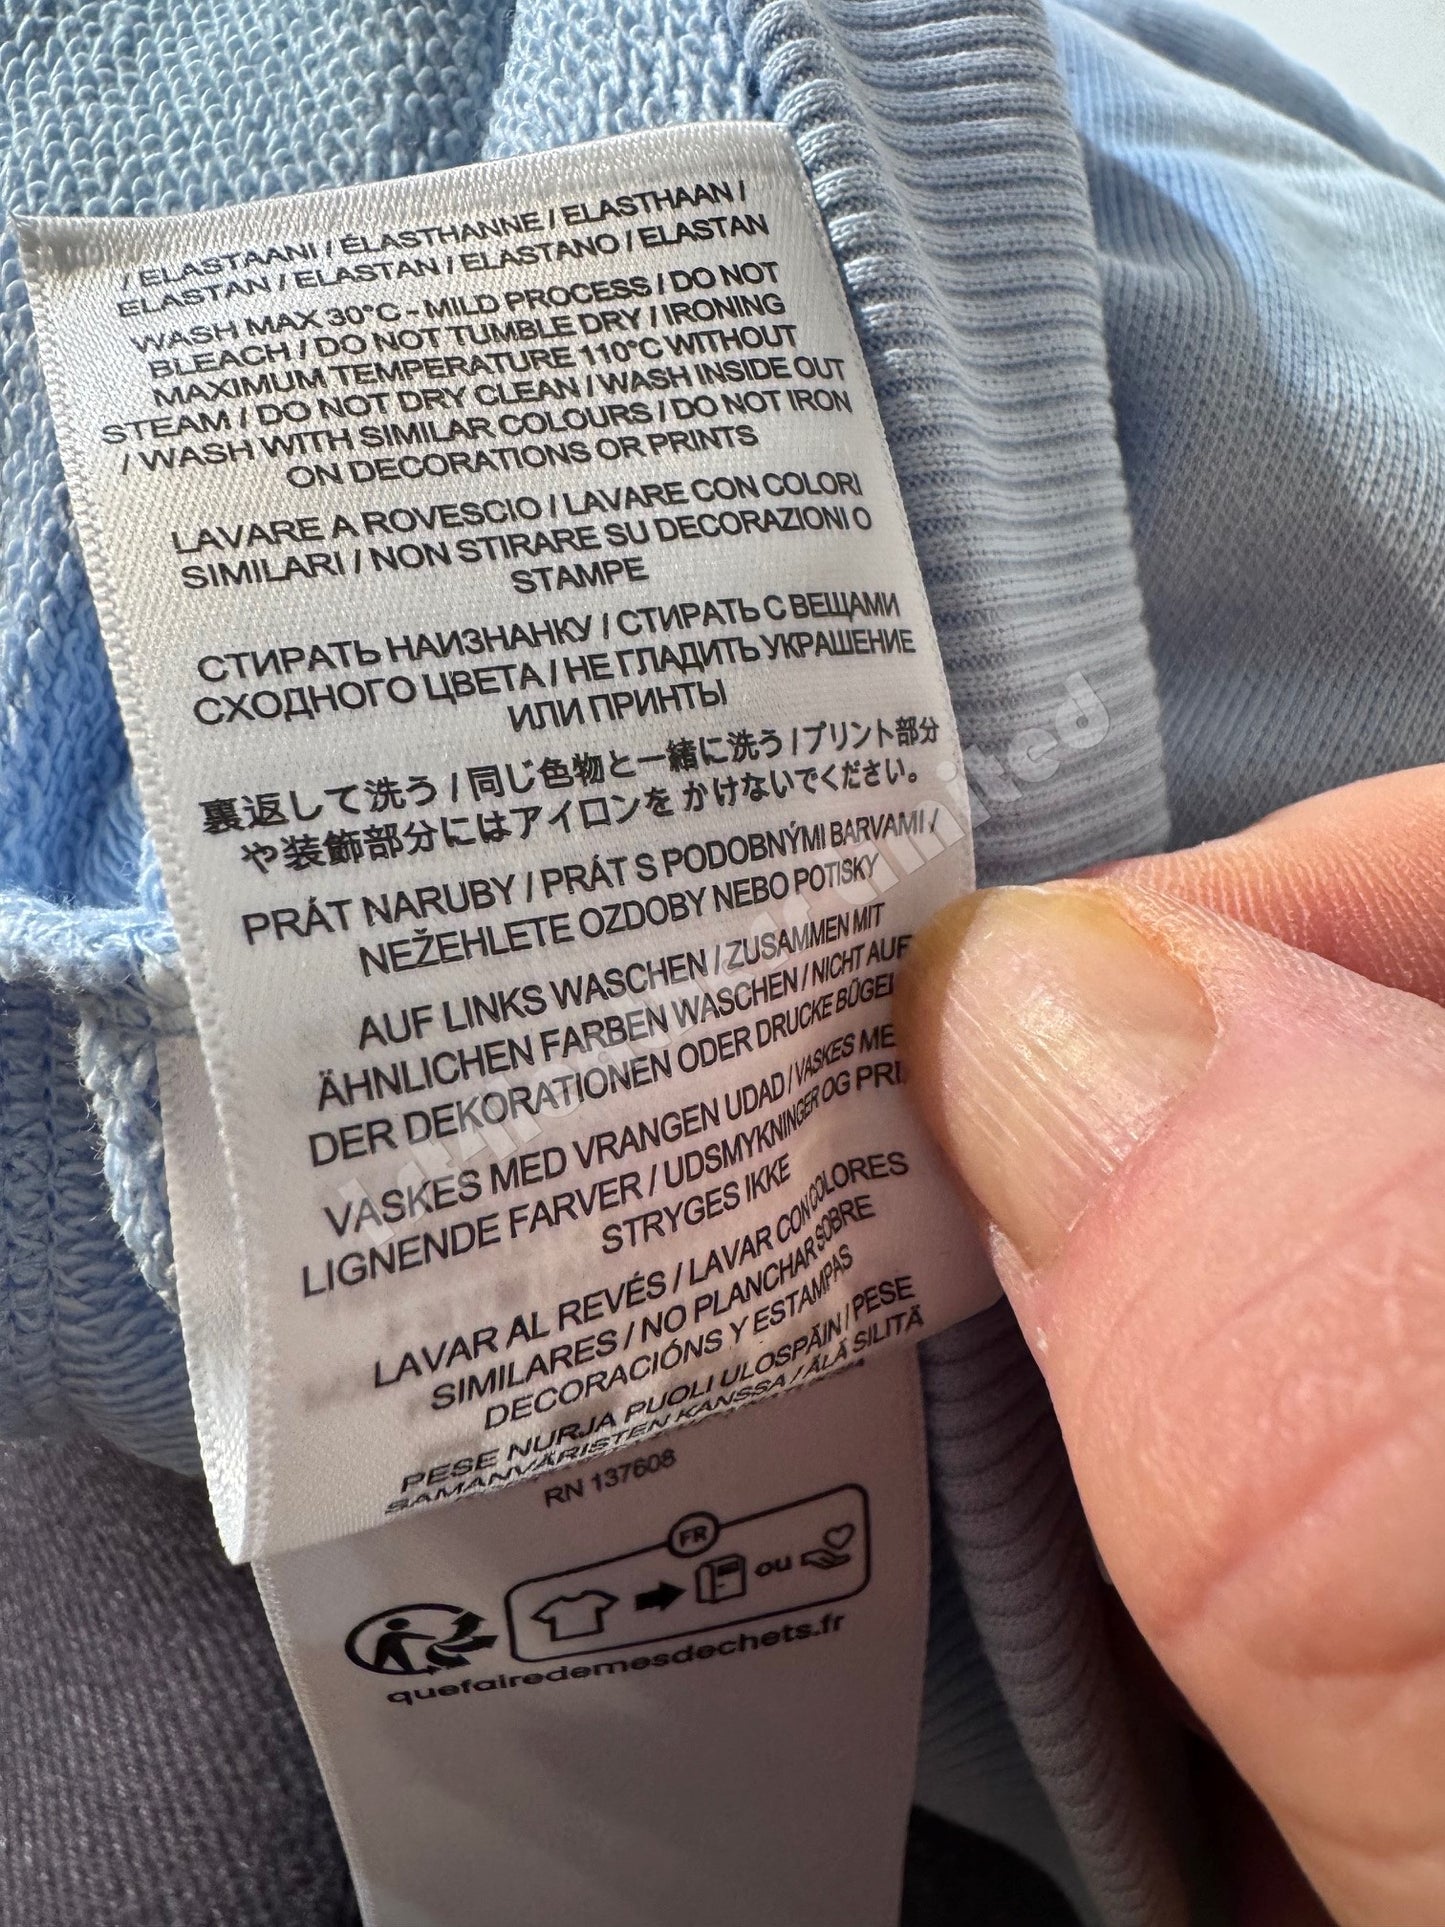 / ELASTAANI / ÉLASTHANNE / ELASTHAAN /
ELASTAN / ELASTAN / ELASTANO / ELASTAN
WASH MAX 30°C - MILD PROCESS / DO NOT
BLEACH / DO NOT TUMBLE DRY / IRONING
MAXIMUM TEMPERATURE 110°C WITHOUT
STEAM / DO NOT DRY CLEAN / WASH INSIDE OUT
/ WASH WITH SIMILAR COLOURS / DO NOT IRON
ON DECORATIONS OR PRINTS
LAVARE A ROVESCIO / LAVARE CON COLORI
SIMILARI / NON STIRARE SU DECORAZIONI O
STAMPE
СТИРАТЬ НАИЗНАНКУ / СТИРАТЬ С ВЕЩАМИ
СХОДНОГО ЦВЕТА / НЕ ГЛАДИТЬ УКРАШЕНИЕ
ИЛИ ПРИНТЫ
裏返して洗う / 同じ色物と一緒に洗う / プリント部分
や装飾部分にはアイロンを かけないでください。
PRÁT NARUBY / PRÁT S PODOBNÝMI BARVAMI /
NEŽEHLETE OZDOBY NEBO POTISKY
AUF LINKS WASCHEN / ZUSAMMEN MIT
ÄHNLICHEN FARBEN WASCHEN / NICHT AUF
DER DEKORATIONEN ODER DRUCKE BÜGEL
VASKES MED VRANGEN UDAD / VASKES ME
LIGNENDE FARVER / UDSMYKNINGER OG PRI
STRYGES IKKE
LAVAR AL REVÉS / LAVAR CON COLORES
SIMILARES / NO PLANCHAR SOBRE
DECORACIÓNS Y ESTAMPAS
PESE NURJA PUOLI ULOSPÄIN / PESE
SAMANVÄRISTEN KANSSA / ÄLÄ SILITÄ
RN 137608
FR
ou
quefairedemesdechets.fr